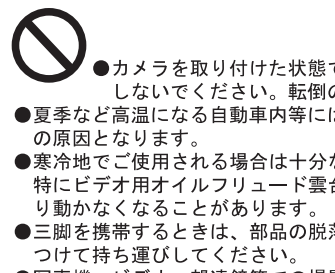 ●カメラを取り付けた状態で
しないでください。転倒の
●夏季など高温になる自動車内等には
の原因となります。
●寒冷地でご使用される場合は十分な
特にビデオ用オイルフリュード雲台
り動かなくなることがあります。
●三脚を携帯するときは、部品の脱落
つけて持ち運びしてください。